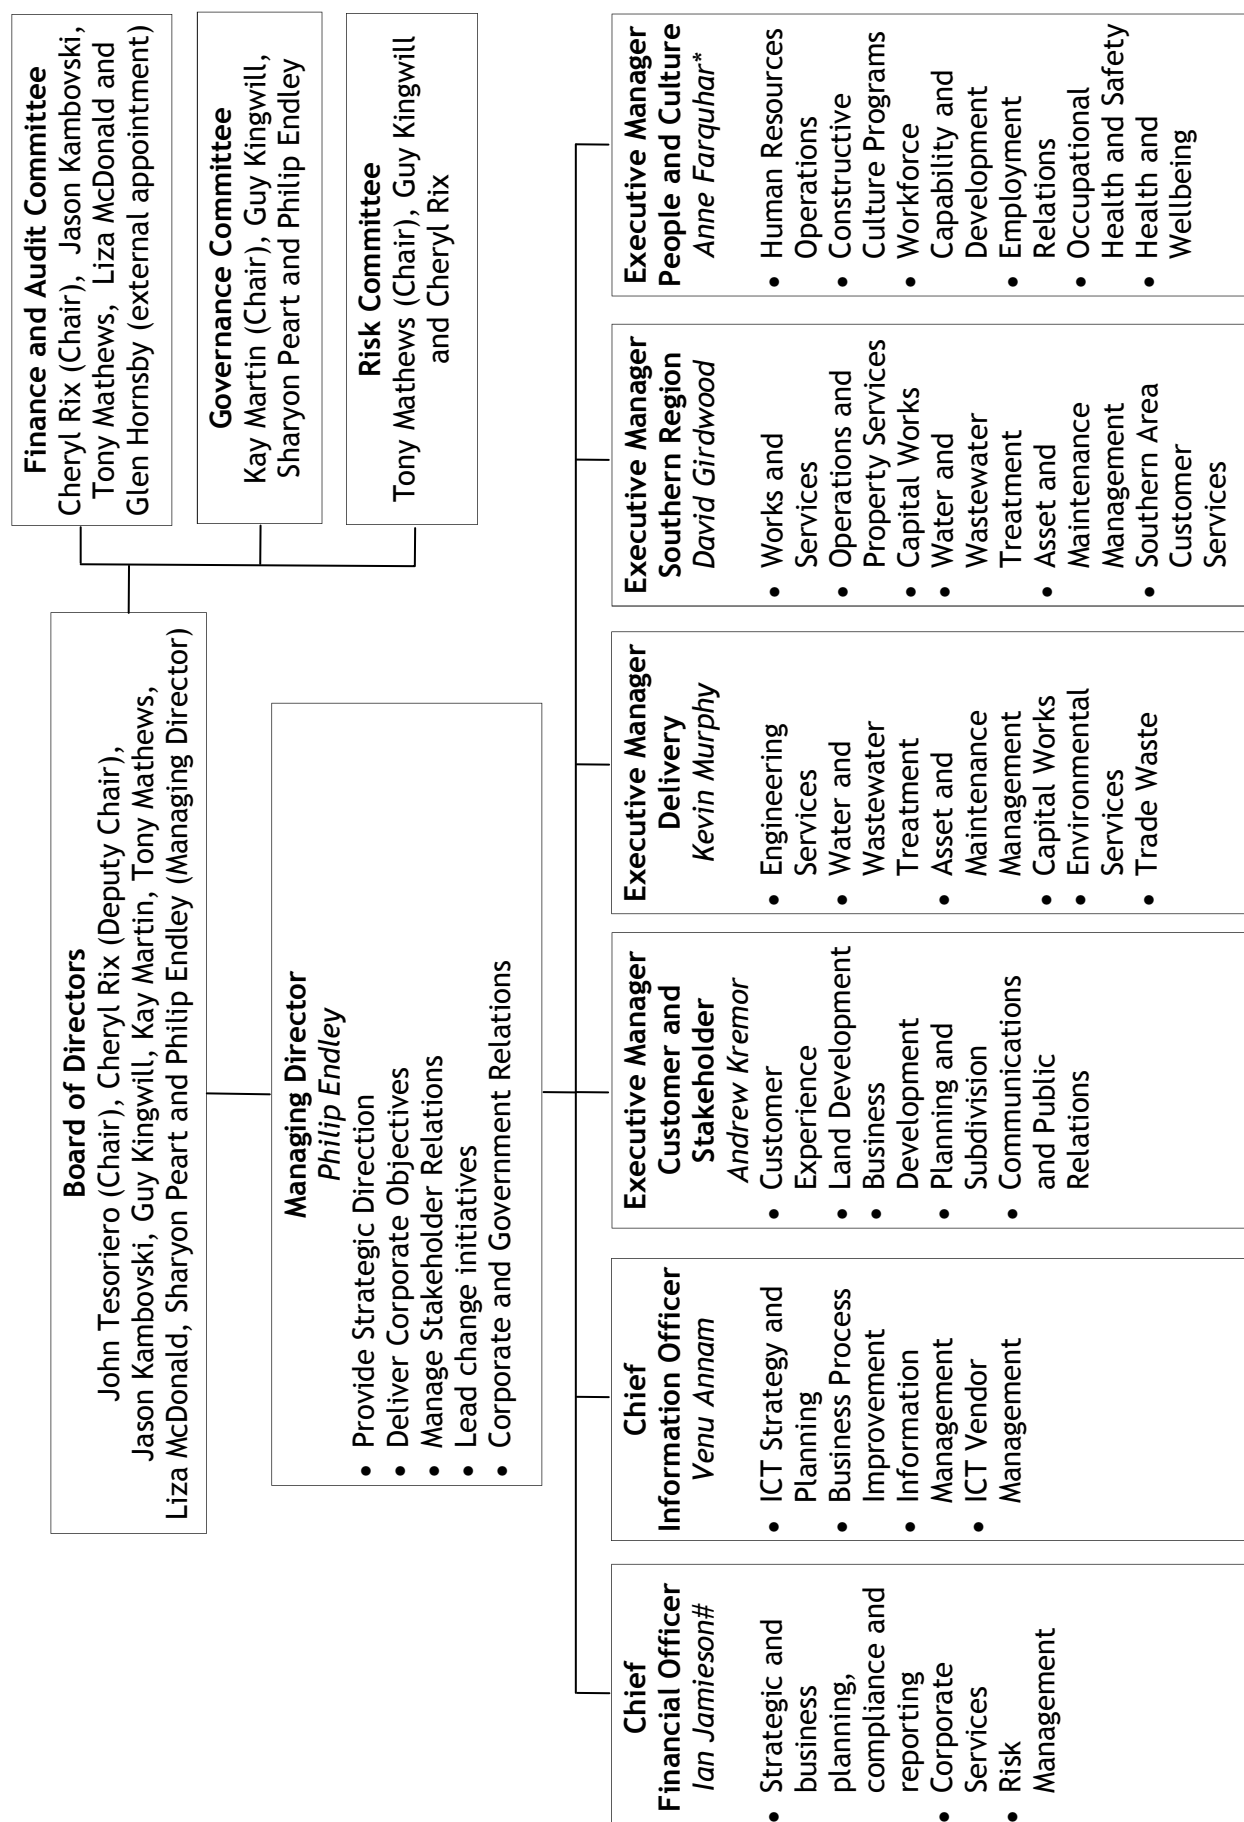 Board of Directors
John Tesoriero (Chair), Cheryl Rix (Deputy Chair),
Jason Kambovski, Guy Kingwill, Kay Martin, Tony Mathews,
Liza McDonald, Sharyon Peart and Philip Endley (Managing Director)
Finance and Audit Committee
Cheryl Rix (Chair), Jason Kambovski,
Tony Mathews, Liza McDonald and
Glen Hornsby (external appointment)
Governance Committee
Kay Martin (Chair), Guy Kingwill,
Sharyon Peart and Philip Endley
Risk Committee
Tony Mathews (Chair), Guy Kingwill
and Cheryl Rix
Managing Director
Philip Endley
• Provide Strategic Direction
• Deliver Corporate Objectives
• Manage Stakeholder Relations
• Lead change initiatives
• Corporate and Government Relations
Chief
Financial Officer
Ian Jamieson#
• Strategic and
business
planning,
compliance and
reporting
• Corporate
Services
• Risk
Management
Chief
Information Officer
Venu Annam
• ICT Strategy and
Planning
• Business Process
Improvement
• Information
Management
• ICT Vendor
Management
Executive Manager
Customer and
Stakeholder
Andrew Kremor
• Customer
Experience
• Land Development
• Business
Development
• Planning and
Subdivision
• Communications
and Public
Relations
Executive Manager
Delivery
Kevin Murphy
• Engineering
Services
• Water and
Wastewater
Treatment
• Asset and
Maintenance
Management
• Capital Works
• Environmental
Services
• Trade Waste
Executive Manager
Southern Region
David Girdwood
• Works and
Services
• Operations and
Property Services
• Capital Works
• Water and
Wastewater
Treatment
• Asset and
Maintenance
Management
• Southern Area
Customer
Services
Executive Manager
People and Culture
Anne Farquhar*
• Human Resources
Operations
• Constructive
Culture Programs
• Workforce
Capability and
Development
• Employment
Relations
• Occupational
Health and Safety
• Health and
Wellbeing